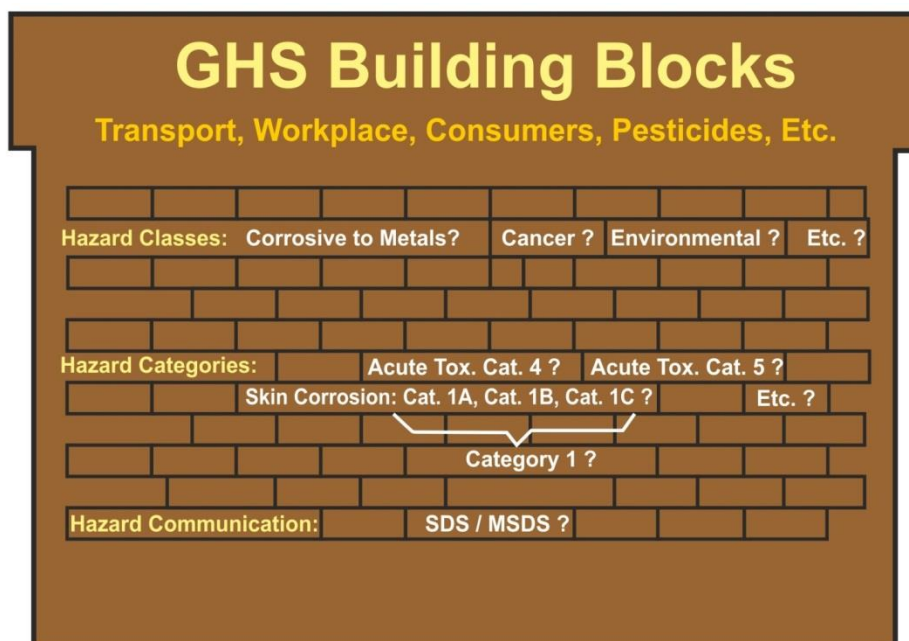 GHS Building Blocks
Transport, Workplace, Consumers, Pesticides, Etc.
Hazard Classes: Corrosive to Metals? Cancer ? Environmental ? Etc. ?
Hazard Categories: Acute Tox. Cat. 4 ? Acute Tox. Cat. 5 ?
Skin Corrosion: Cat. 1A, Cat. 1B, Cat. 1C ? Etc. ?
Category 1 ?
Hazard Communication: SDS / MSDS ?